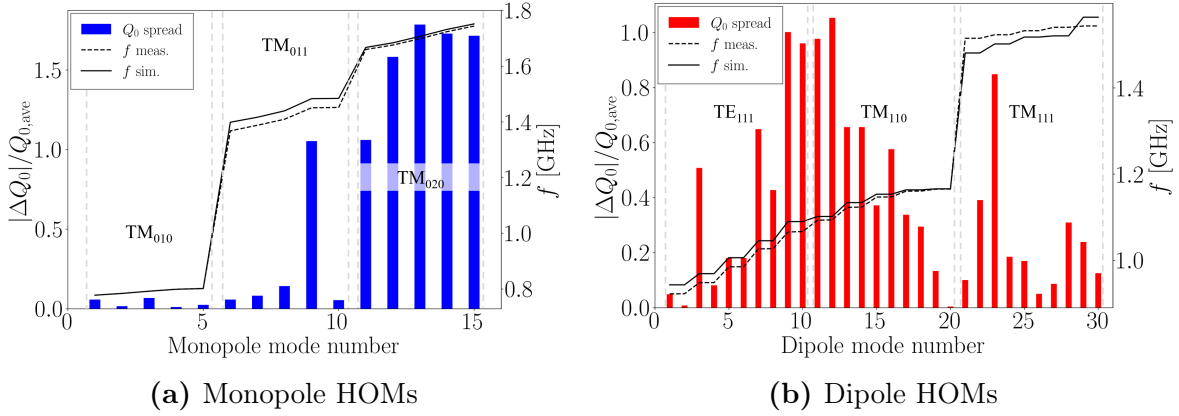 |ΔQ₀|/Q₀,ave
0.0
0.5
1.0
1.5
Q₀ spread
f meas.
f sim.
TM₀₁₀
TM₀₁₁
TM₀₂₀
0.8
1.0
1.2
1.4
1.6
1.8
f [GHz]
0 5 10 15
Monopole mode number
(a) Monopole HOMs
|ΔQ₀|/Q₀,ave
0.0
0.2
0.4
0.6
0.8
1.0
Q₀ spread
f meas.
f sim.
TE₁₁₁
TM₁₁₀
TM₁₁₁
1.0
1.2
1.4
f [GHz]
0 5 10 15 20 25 30
Dipole mode number
(b) Dipole HOMs